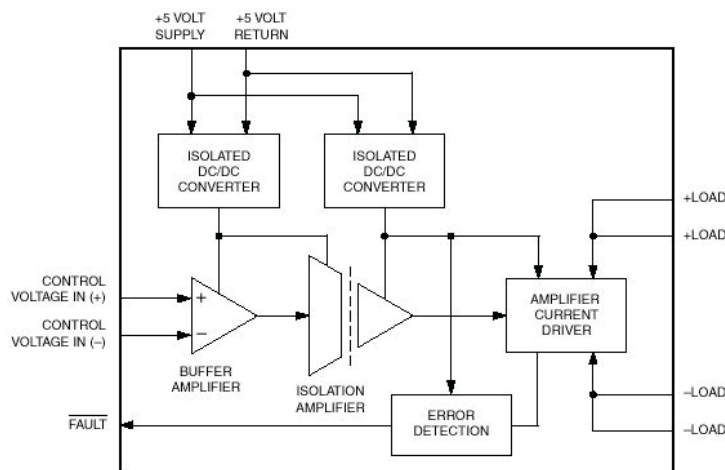 +5 VOLT
SUPPLY
+5 VOLT
RETURN
ISOLATED
DC/DC
CONVERTER
ISOLATED
DC/DC
CONVERTER
+LOAD
+LOAD
CONTROL
VOLTAGE IN (+)
+
AMPLIFIER
CURRENT
DRIVER
CONTROL
VOLTAGE IN (–)
–
BUFFER
AMPLIFIER
ISOLATION
AMPLIFIER
–LOAD
FAULT
ERROR
DETECTION
–LOAD